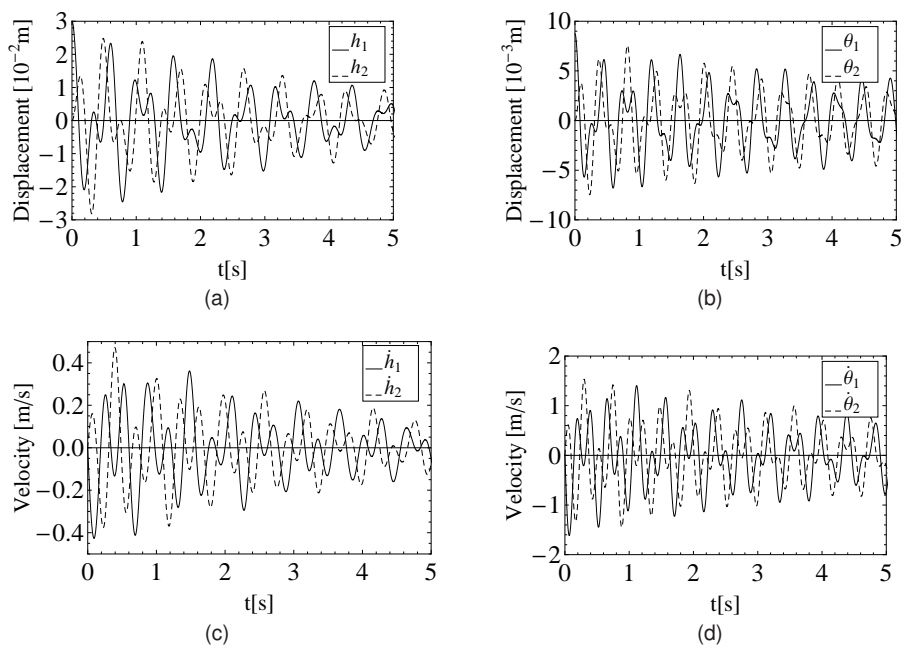 3
2
1
0
−1
−2
−3
Displacement [10⁻²m]
h₁
h₂
0 1 2 3 4 5
t[s]
(a)
10
5
0
−5
−10
Displacement [10⁻³m]
θ₁
θ₂
0 1 2 3 4 5
t[s]
(b)
0.4
0.2
0.0
−0.2
−0.4
Velocity [m/s]
ḣ₁
ḣ₂
0 1 2 3 4 5
t[s]
(c)
2
1
0
−1
−2
Velocity [m/s]
θ̇₁
θ̇₂
0 1 2 3 4 5
t[s]
(d)